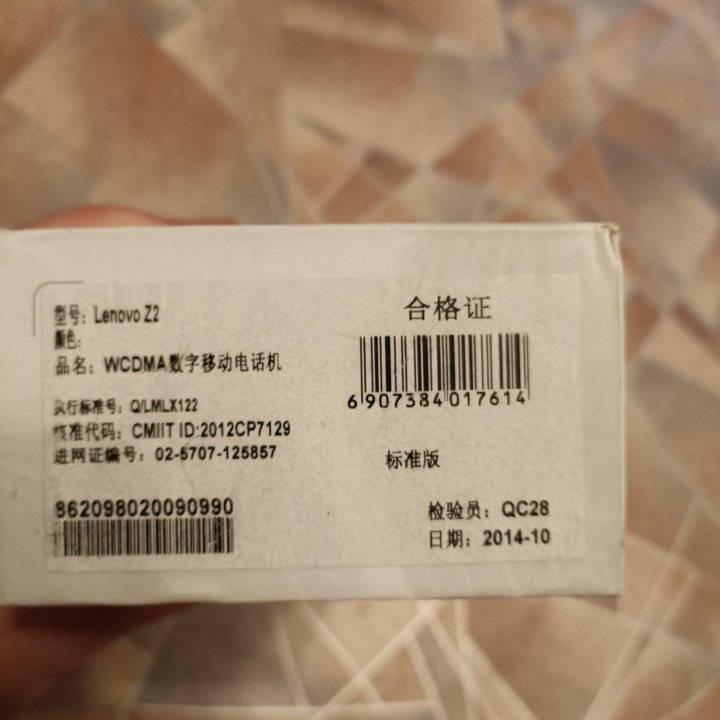 型号: Lenovo Z2
颜色:
品名: WCDMA数字移动电话机
执行标准号: Q/LMLX122
核准代码: CMIIT ID:2012CP7129
进网证编号: 02-5707-125857
862098020090990
合格证
6 907384 017614
标准版
检验员: QC28
日期: 2014-10